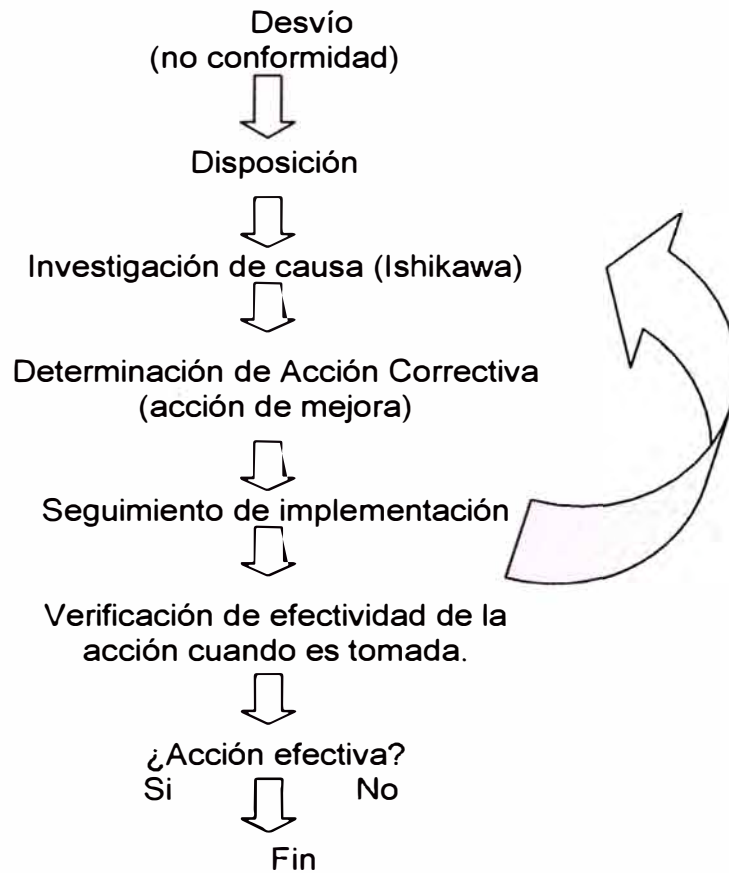 Desvío
(no conformidad)
Disposición
Investigación de causa (Ishikawa)
Determinación de Acción Correctiva
(acción de mejora)
Seguimiento de implementación
Verificación de efectividad de la
acción cuando es tomada.
¿Acción efectiva?
Si No
Fin